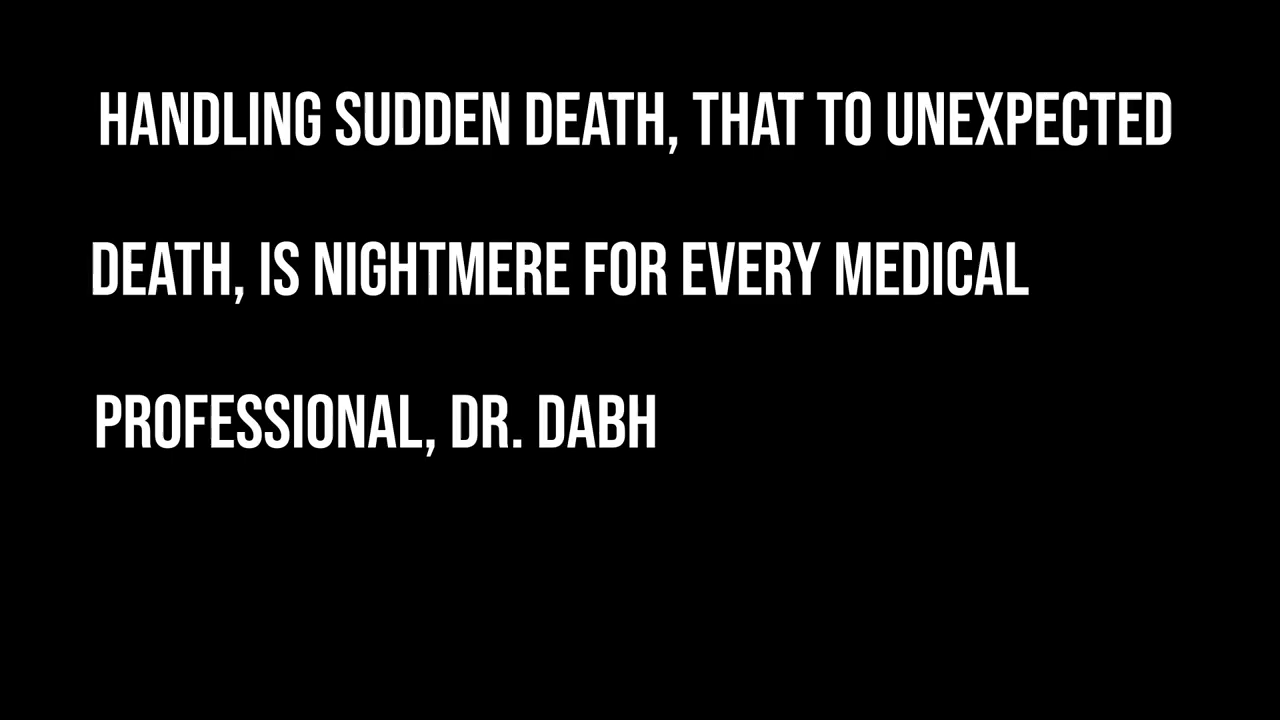 HANDLING SUDDEN DEATH, THAT TO UNEXPECTED
DEATH, IS NIGHTMERE FOR EVERY MEDICAL
PROFESSIONAL, DR. DABH